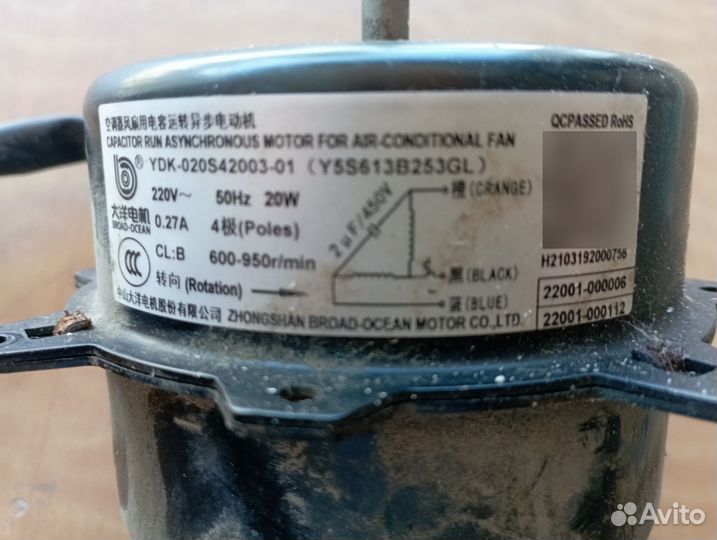 空调器风扇用电容运转异步电动机
CAPACITOR RUN ASYNCHRONOUS MOTOR FOR AIR-CONDITIONAL FAN
QCPASSED RoHS
YDK-020S42003-01 (Y5S613B253GL)
220V~ 50Hz 20W
0.27A 4极(Poles)
CL:B 600-950r/min
转向 (Rotation)
大洋电机
BROAD-OCEAN
CCC
2μF/450V
橙(ORANGE)
黑(BLACK)
蓝(BLUE)
H2103192000756
22001-000006
22001-000112
中山大洋电机股份有限公司 ZHONGSHAN BROAD-OCEAN MOTOR CO.,LTD.
Avito